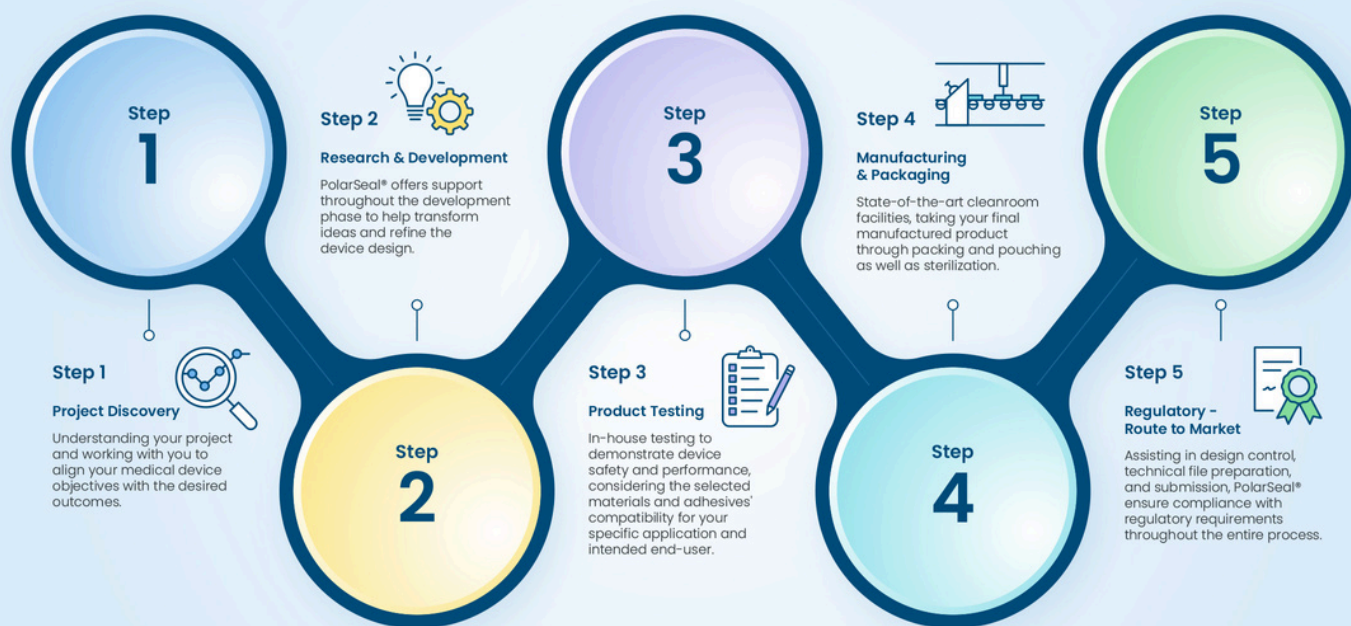 Step
1
Step 1
Project Discovery
Understanding your project
and working with you to
align your medical device
objectives with the desired
outcomes.
Step 2
Research & Development
PolarSeal® offers support
throughout the development
phase to help transform
ideas and refine the
device design.
Step
2
Step
3
Step 3
Product Testing
In-house testing to
demonstrate device
safety and performance,
considering the selected
materials and adhesives'
compatibility for your
specific application and
intended end-user.
Step 4
Manufacturing
& Packaging
State-of-the-art cleanroom
facilities, taking your final
manufactured product
through packing and pouching
as well as sterilization.
Step
4
Step
5
Step 5
Regulatory -
Route to Market
Assisting in design control,
technical file preparation,
and submission, PolarSeal®
ensure compliance with
regulatory requirements
throughout the entire process.